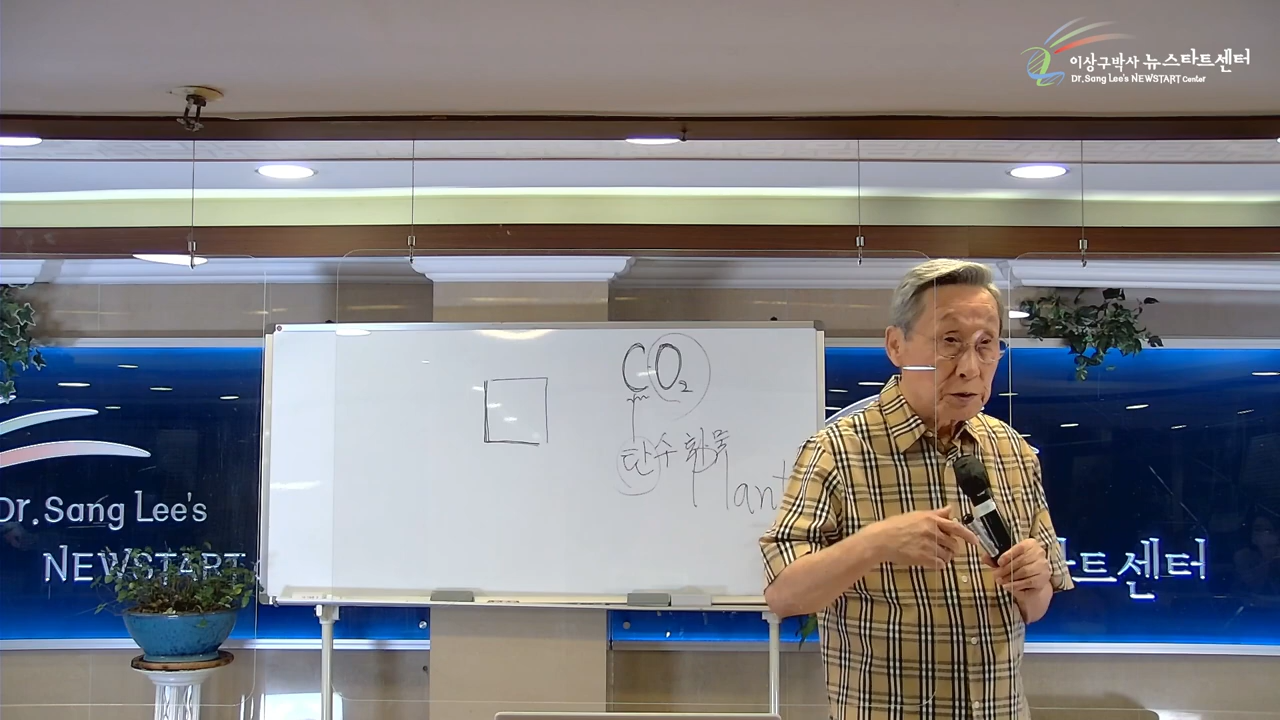 이상구박사 뉴스타트센터
Dr. Sang Lee's NEWSTART Center
CO₂
탄수화물
Plant
Dr. Sang Lee's
NEWSTART
타트센터